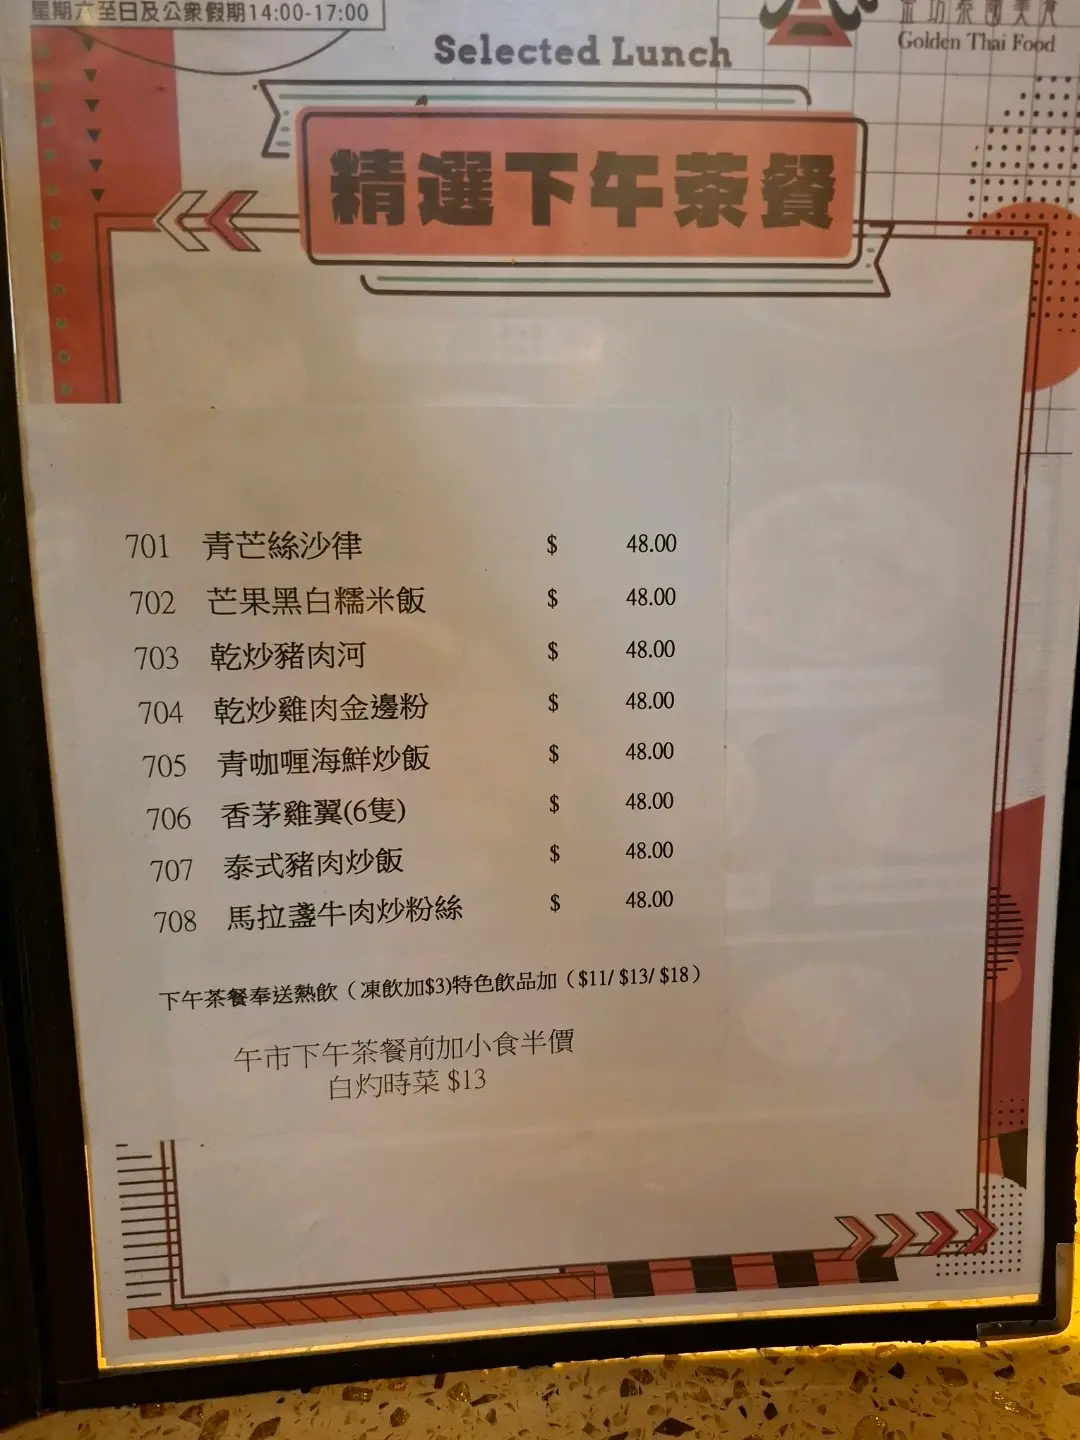 星期六至日及公眾假期14:00-17:00
泰國美食
Golden Thai Food
Selected Lunch
精選下午茶餐
701 青芒絲沙律 $ 48.00
702 芒果黑白糯米飯 $ 48.00
703 乾炒豬肉河 $ 48.00
704 乾炒雞肉金邊粉 $ 48.00
705 青咖喱海鮮炒飯 $ 48.00
706 香茅雞翼(6隻) $ 48.00
707 泰式豬肉炒飯 $ 48.00
708 馬拉盞牛肉炒粉絲 $ 48.00
下午茶餐奉送熱飲（凍飲加$3)特色飲品加（$11/ $13/ $18）
午市下午茶餐前加小食半價
白灼時菜 $13